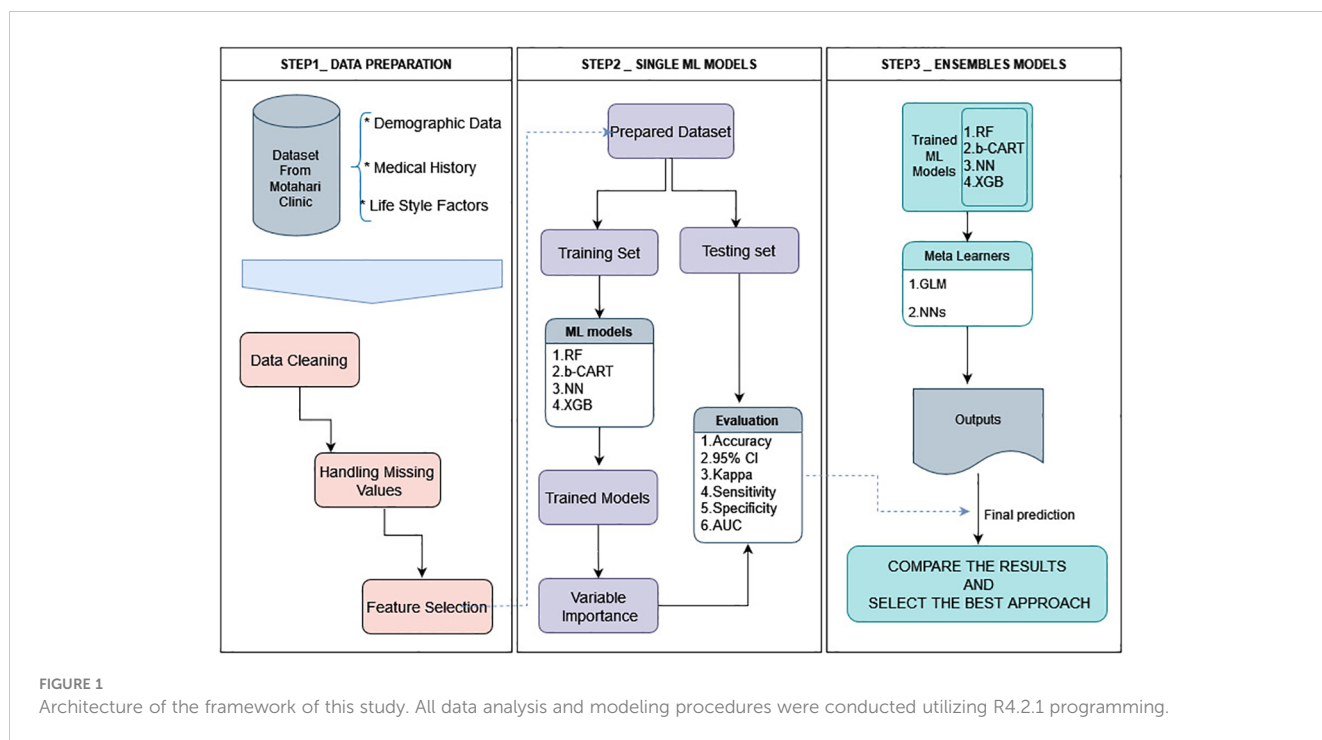 STEP1_ DATA PREPARATION
Dataset
From
Motahari
Clinic
* Demographic Data
* Medical History
* Life Style Factors
Data Cleaning
Handling Missing
Values
Feature Selection
STEP2 _ SINGLE ML MODELS
Prepared Dataset
Training Set
Testing set
ML models
1.RF
2.b-CART
3.NN
4.XGB
Trained Models
Variable
Importance
Evaluation
1.Accuracy
2.95% CI
3.Kappa
4.Sensitivity
5.Specificity
6.AUC
STEP3 _ ENSEMBLES MODELS
Trained
ML
Models
1.RF
2.b-CART
3.NN
4.XGB
Meta Learners
1.GLM
2.NNs
Outputs
Final prediction
COMPARE THE RESULTS
AND
SELECT THE BEST APPROACH
FIGURE 1
Architecture of the framework of this study. All data analysis and modeling procedures were conducted utilizing R4.2.1 programming.